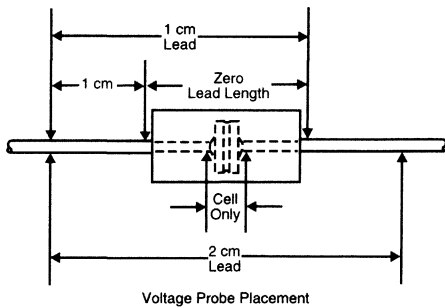 1 cm
Lead
1 cm
Zero
Lead Length
Cell
Only
2 cm
Lead
Voltage Probe Placement